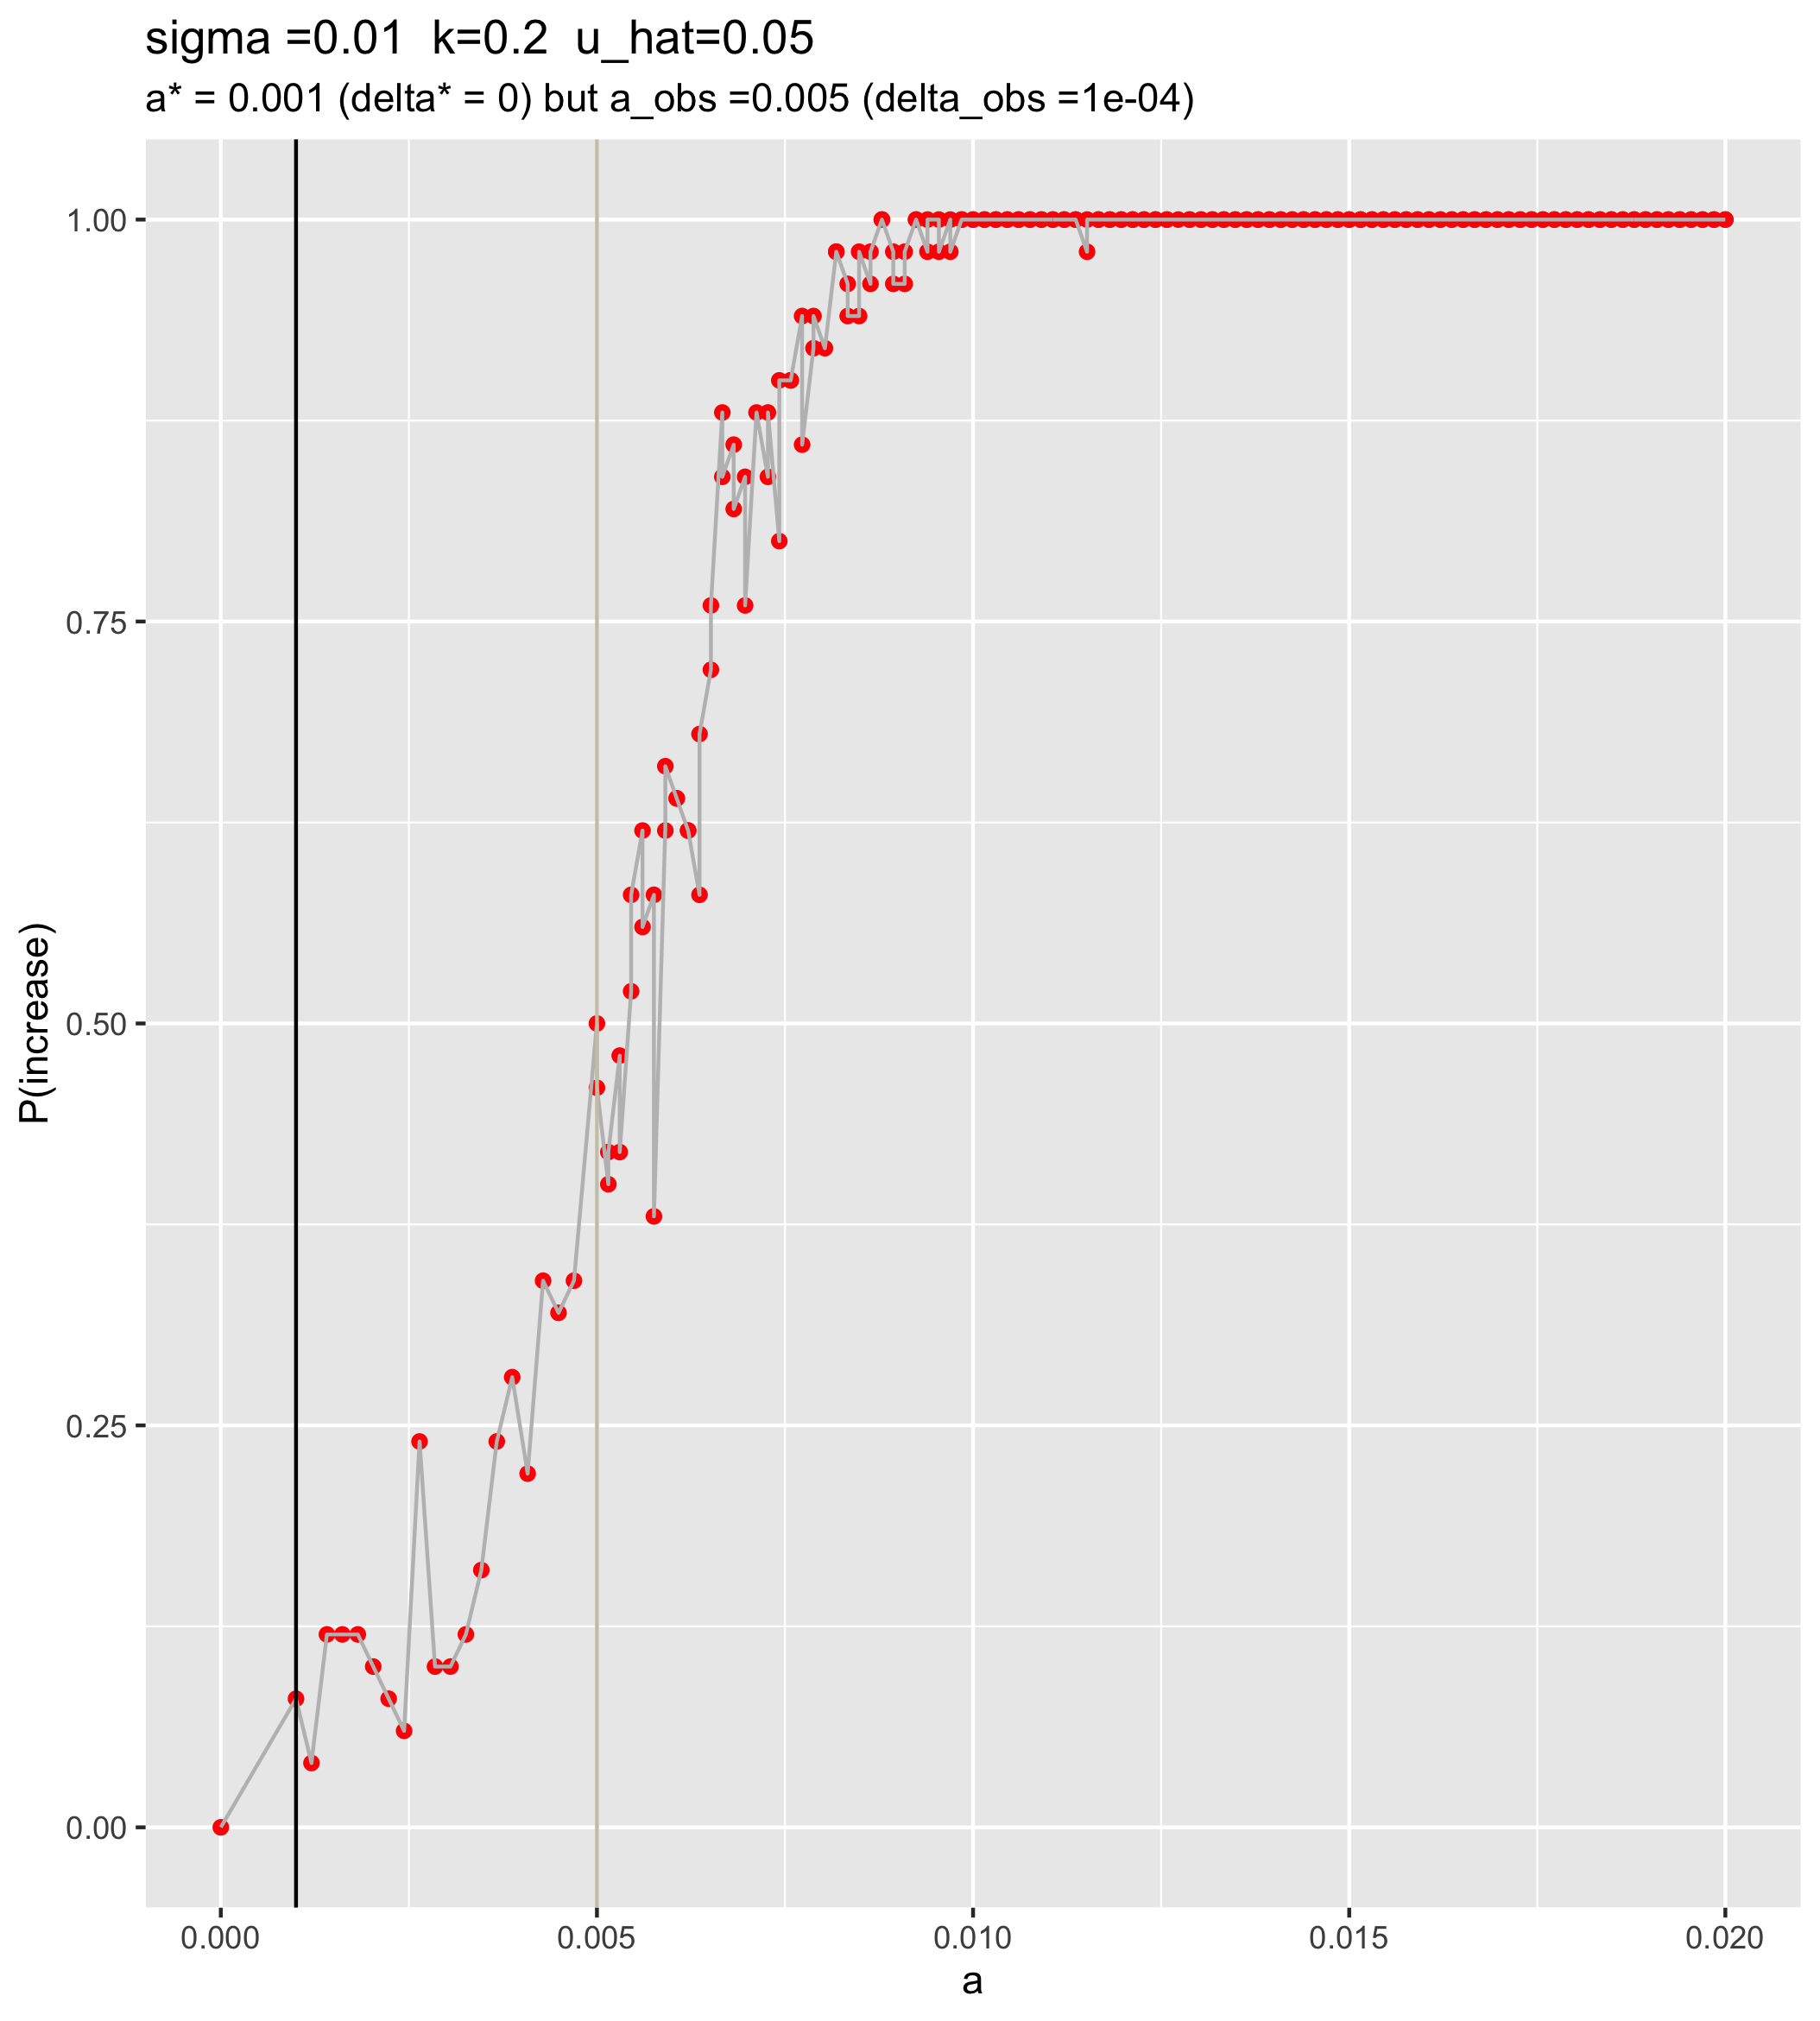 sigma =0.01  k=0.2  u_hat=0.05
a* = 0.001 (delta* = 0) but a_obs =0.005 (delta_obs =1e-04)
1.00
0.75
0.50
0.25
0.00
P(increase)
0.000 0.005 0.010 0.015 0.020
a